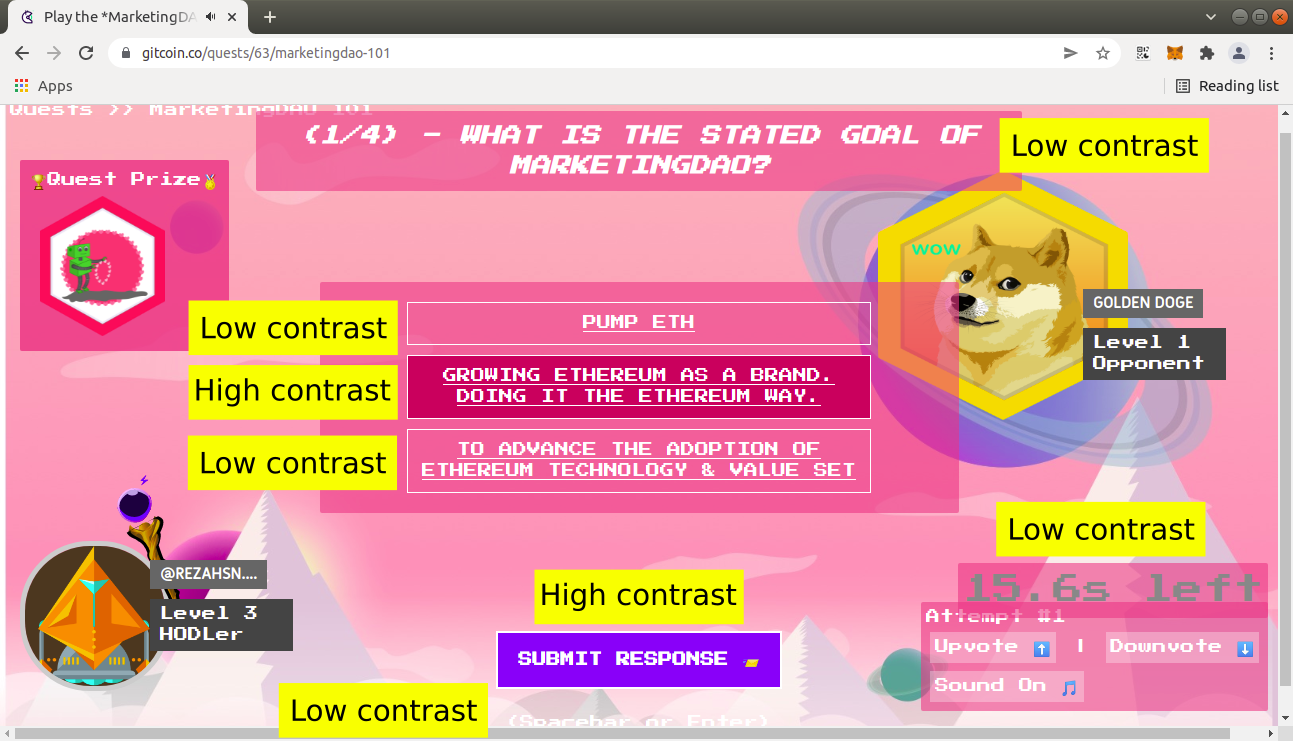 Play the *MarketingDA
gitcoin.co/quests/63/marketingdao-101
Apps
Reading list
Quests >> MarketingDAO 101
(1/4) - WHAT IS THE STATED GOAL OF
MARKETINGDAO?
Low contrast
Quest Prize
wow
GOLDEN DOGE
Level 1
Opponent
Low contrast
PUMP ETH
High contrast
GROWING ETHEREUM AS A BRAND.
DOING IT THE ETHEREUM WAY.
Low contrast
TO ADVANCE THE ADOPTION OF
ETHEREUM TECHNOLOGY & VALUE SET
Low contrast
@REZAHSN....
Level 3
HODLer
High contrast
SUBMIT RESPONSE
15.6s left
Attempt #1
Upvote | Downvote
Sound On
Low contrast
(Spacebar or Enter)